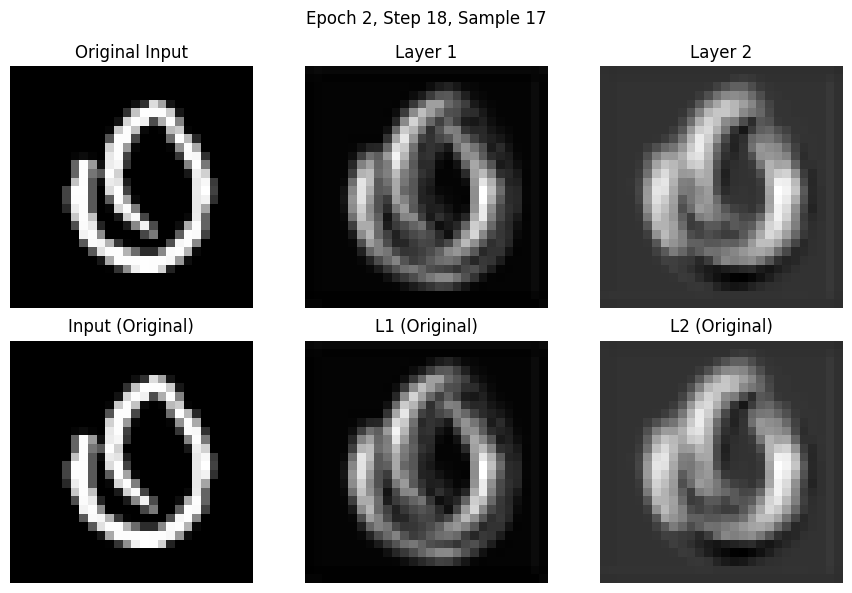 Epoch 2, Step 18, Sample 17
Original Input Layer 1 Layer 2
Input (Original) L1 (Original) L2 (Original)